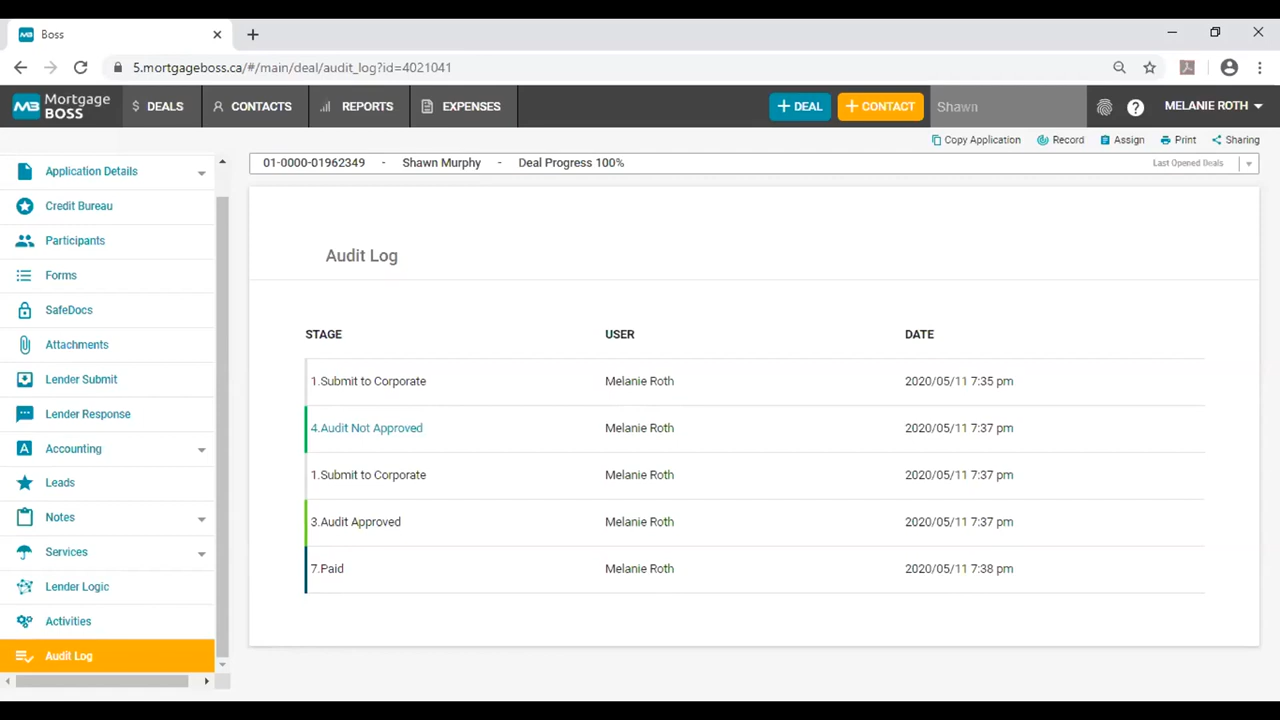 Boss
5.mortgageboss.ca/#/main/deal/audit_log?id=4021041
MB Mortgage BOSS
$ DEALS
CONTACTS
REPORTS
EXPENSES
+ DEAL
+ CONTACT
Shawn
?
MELANIE ROTH
Copy Application
Record
Assign
Print
Sharing
01-0000-01962349 - Shawn Murphy - Deal Progress 100%
Last Opened Deals
Application Details
Credit Bureau
Participants
Forms
SafeDocs
Attachments
Lender Submit
Lender Response
A Accounting
Leads
Notes
Services
Lender Logic
Activities
Audit Log
Audit Log
STAGE USER DATE
1.Submit to Corporate Melanie Roth 2020/05/11 7:35 pm
4.Audit Not Approved Melanie Roth 2020/05/11 7:37 pm
1.Submit to Corporate Melanie Roth 2020/05/11 7:37 pm
3.Audit Approved Melanie Roth 2020/05/11 7:37 pm
7.Paid Melanie Roth 2020/05/11 7:38 pm